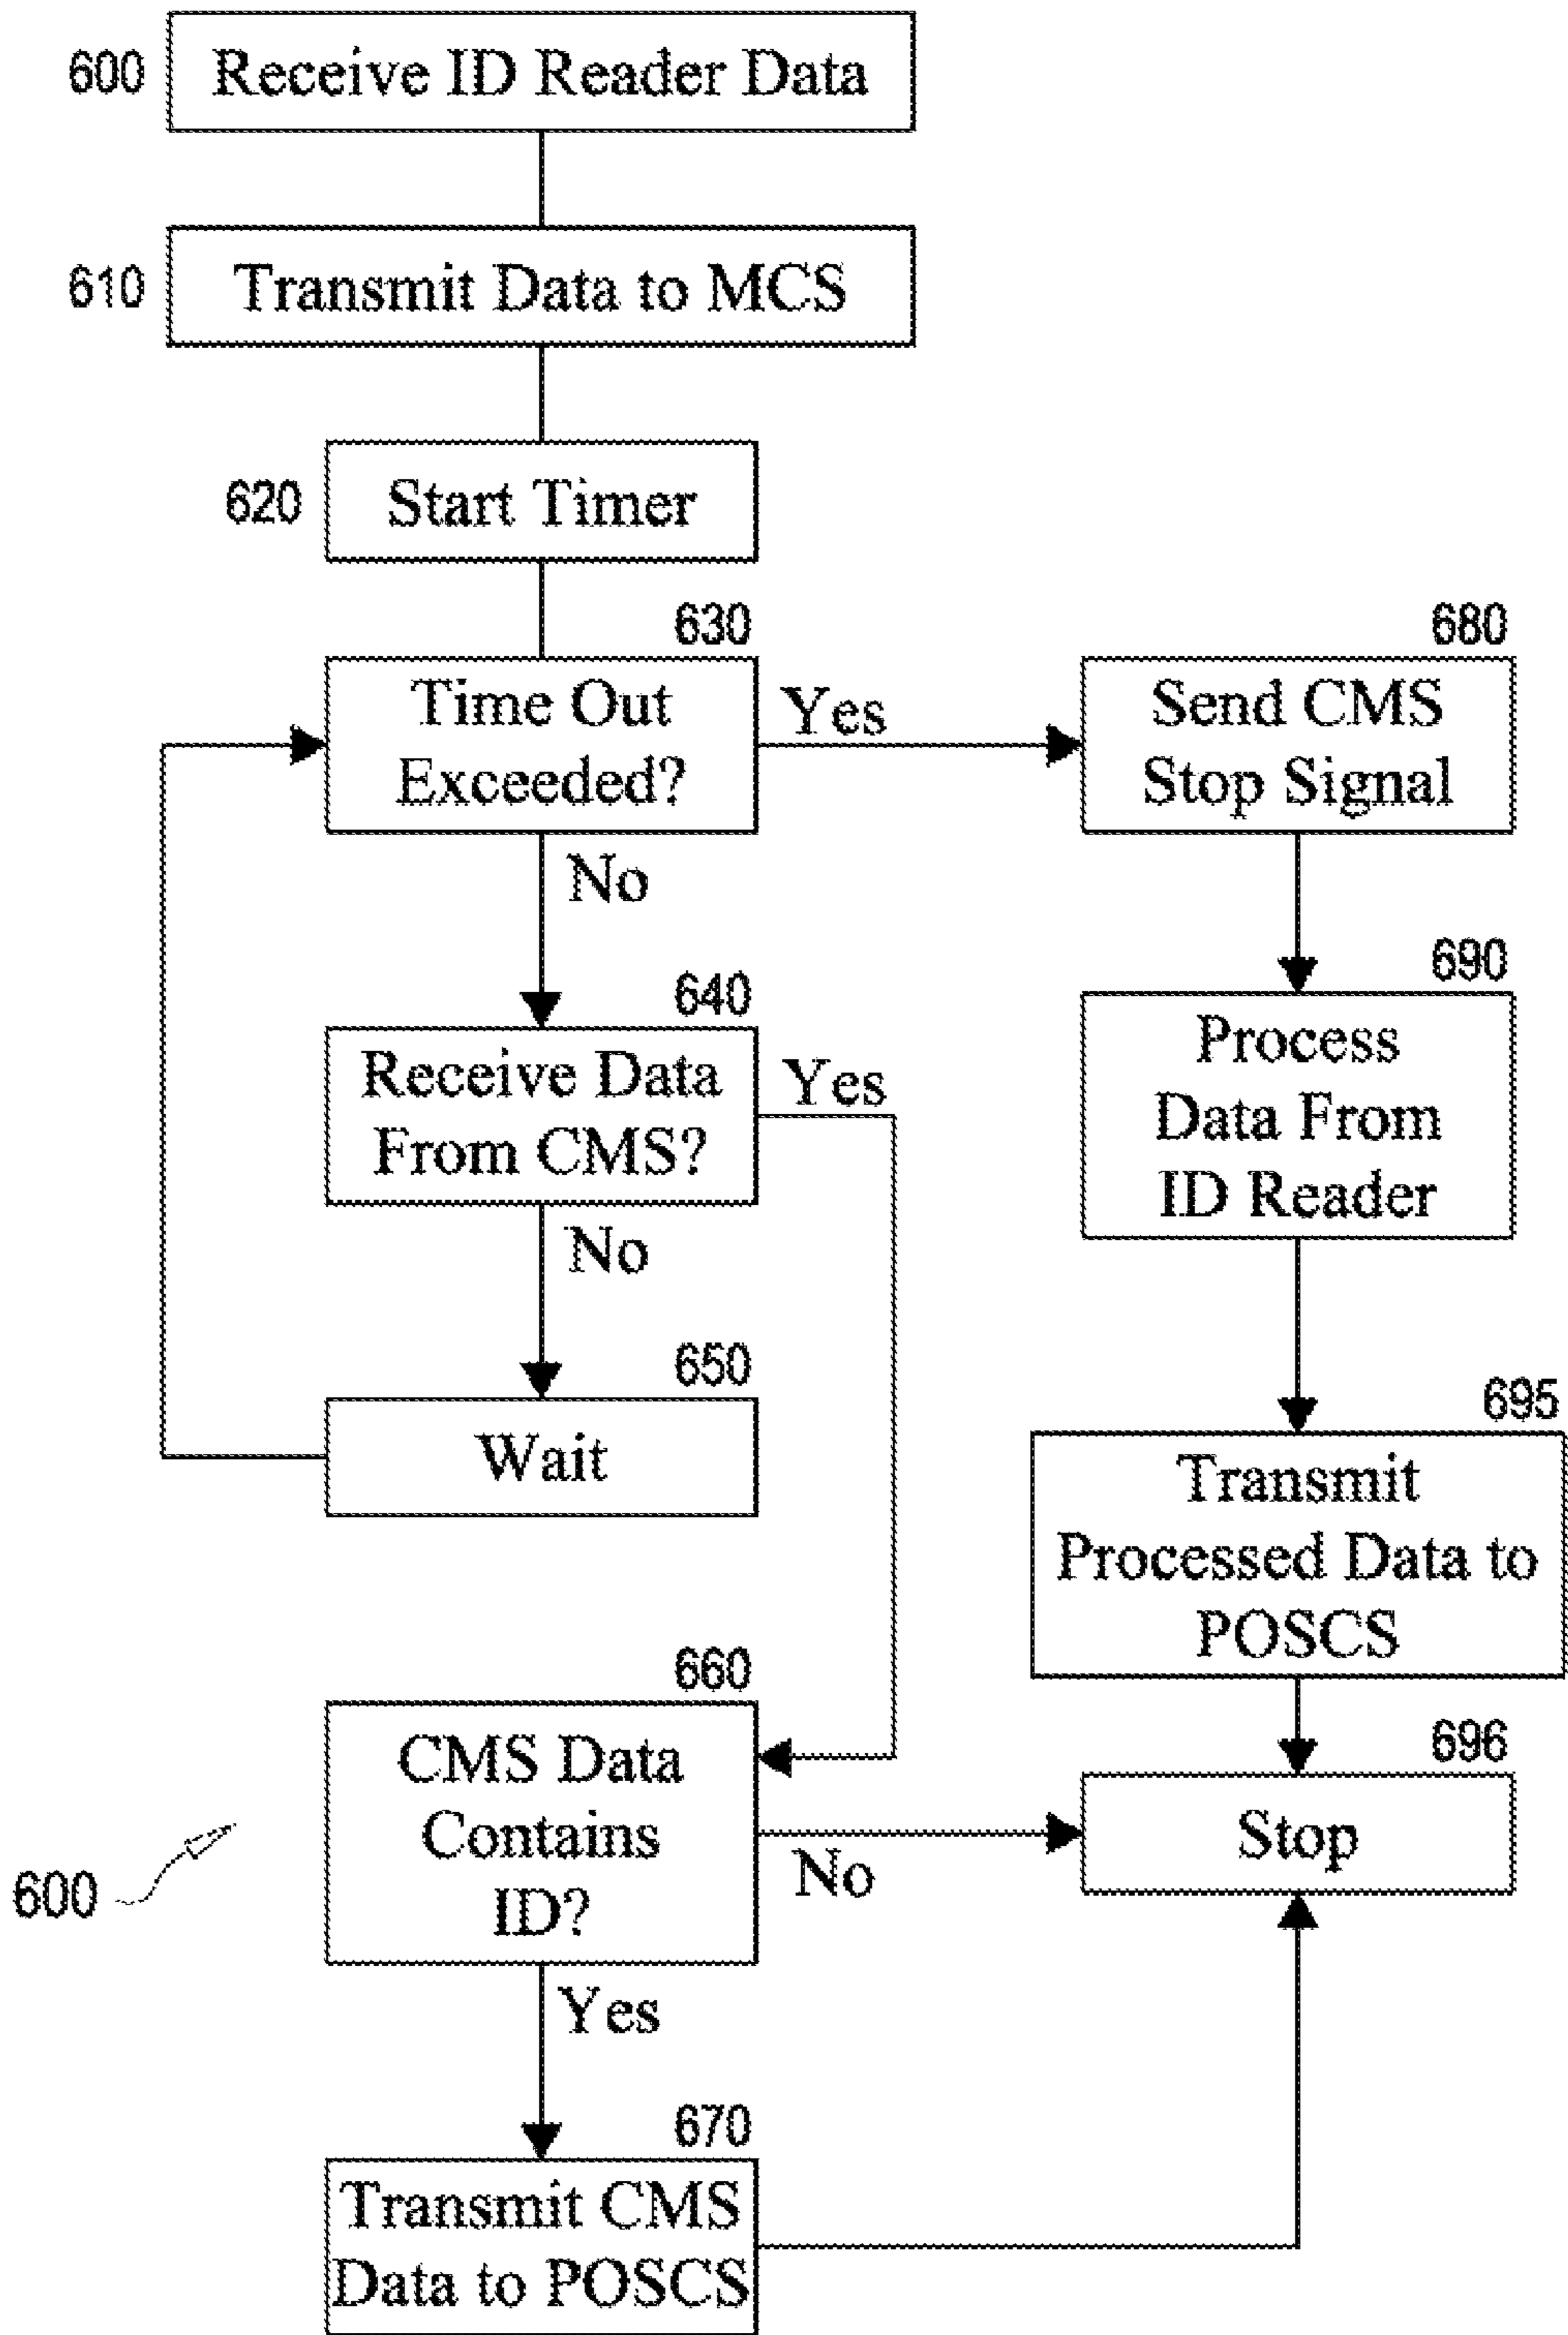 600 Receive ID Reader Data
610 Transmit Data to MCS
620 Start Timer
630
Time Out
Exceeded?
Yes
No
680
Send CMS
Stop Signal
640
Receive Data
From CMS?
Yes
No
690
Process
Data From
ID Reader
650
Wait
695
Transmit
Processed Data to
POSCS
660
CMS Data
Contains
ID?
No
Yes
696
Stop
600
670
Transmit CMS
Data to POSCS